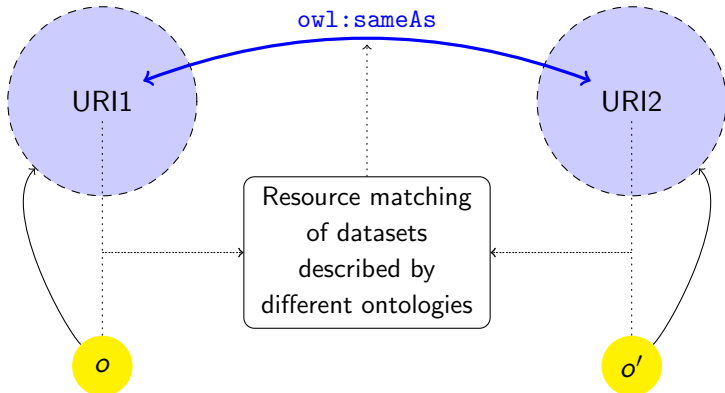 owl:sameAs
URI1
URI2
Resource matching
of datasets
described by
different ontologies
o
o′